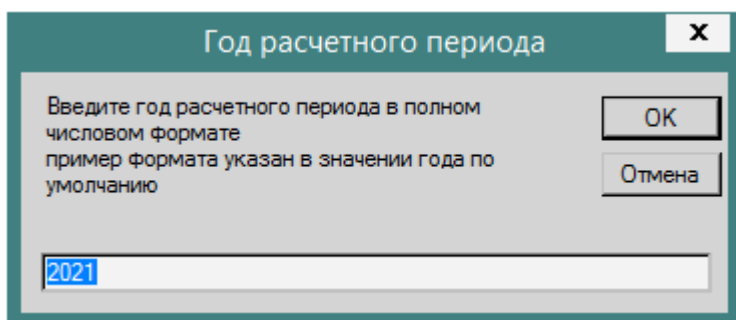 Год расчетного периода
x
Введите год расчетного периода в полном
числовом формате
пример формата указан в значении года по
умолчанию
OK
Отмена
2021